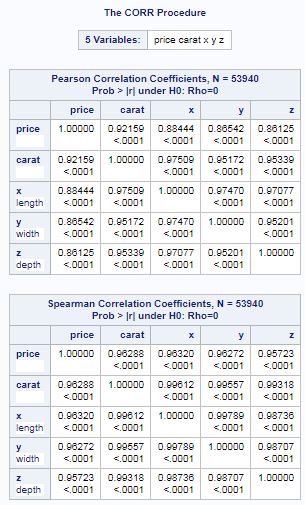 The CORR Procedure
5 Variables: price carat x y z
Pearson Correlation Coefficients, N = 53940
Prob > |r| under H0: Rho=0
price carat x y z
price 1.00000 0.92159 0.88444 0.86542 0.86125
<.0001 <.0001 <.0001 <.0001
carat 0.92159 1.00000 0.97509 0.95172 0.95339
<.0001 <.0001 <.0001 <.0001
x 0.88444 0.97509 1.00000 0.97470 0.97077
length <.0001 <.0001 <.0001 <.0001
y 0.86542 0.95172 0.97470 1.00000 0.95201
width <.0001 <.0001 <.0001 <.0001
z 0.86125 0.95339 0.97077 0.95201 1.00000
depth <.0001 <.0001 <.0001 <.0001
Spearman Correlation Coefficients, N = 53940
Prob > |r| under H0: Rho=0
price carat x y z
price 1.00000 0.96288 0.96320 0.96272 0.95723
<.0001 <.0001 <.0001 <.0001
carat 0.96288 1.00000 0.99612 0.99557 0.99318
<.0001 <.0001 <.0001 <.0001
x 0.96320 0.99612 1.00000 0.99789 0.98736
length <.0001 <.0001 <.0001 <.0001
y 0.96272 0.99557 0.99789 1.00000 0.98707
width <.0001 <.0001 <.0001 <.0001
z 0.95723 0.99318 0.98736 0.98707 1.00000
depth <.0001 <.0001 <.0001 <.0001